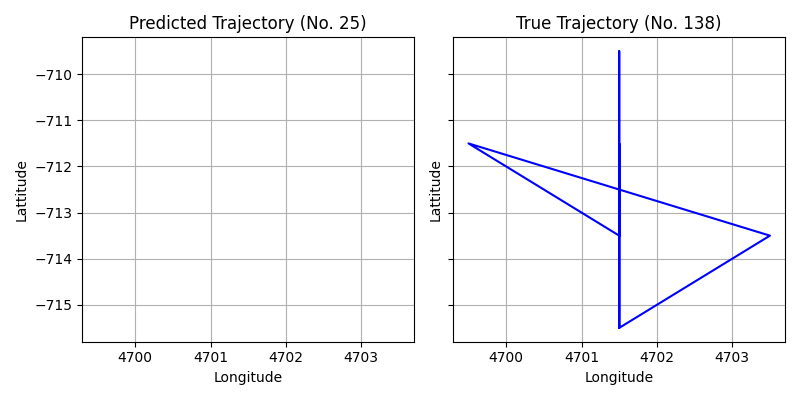 Predicted Trajectory (No. 25)
−710
−711
−712
−713
−714
−715
Lattitude
4700 4701 4702 4703
Longitude
True Trajectory (No. 138)
Lattitude
4700 4701 4702 4703
Longitude